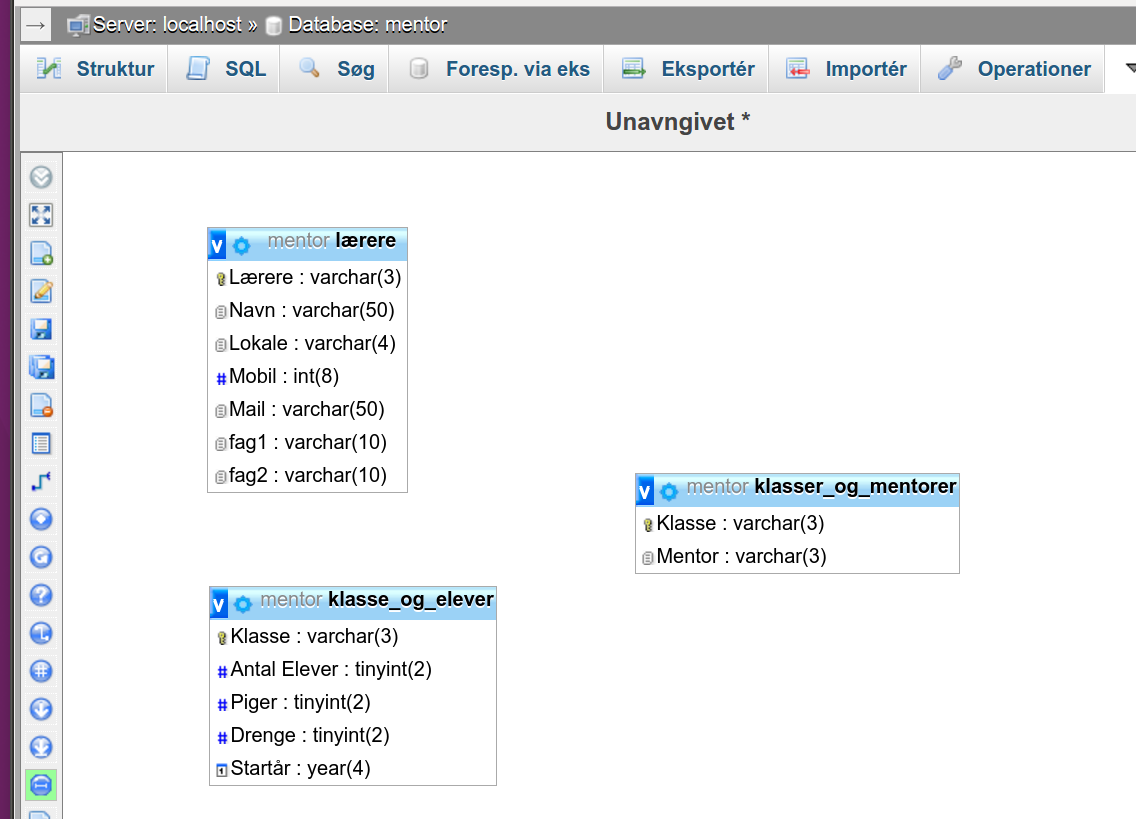 Server: localhost » Database: mentor
Struktur SQL Søg Foresp. via eks Eksportér Importér Operationer
Unavngivet *
v mentor lærere
Lærere : varchar(3)
Navn : varchar(50)
Lokale : varchar(4)
# Mobil : int(8)
Mail : varchar(50)
fag1 : varchar(10)
fag2 : varchar(10)
v mentor klasser_og_mentorer
Klasse : varchar(3)
Mentor : varchar(3)
v mentor klasse_og_elever
Klasse : varchar(3)
# Antal Elever : tinyint(2)
# Piger : tinyint(2)
# Drenge : tinyint(2)
Startår : year(4)